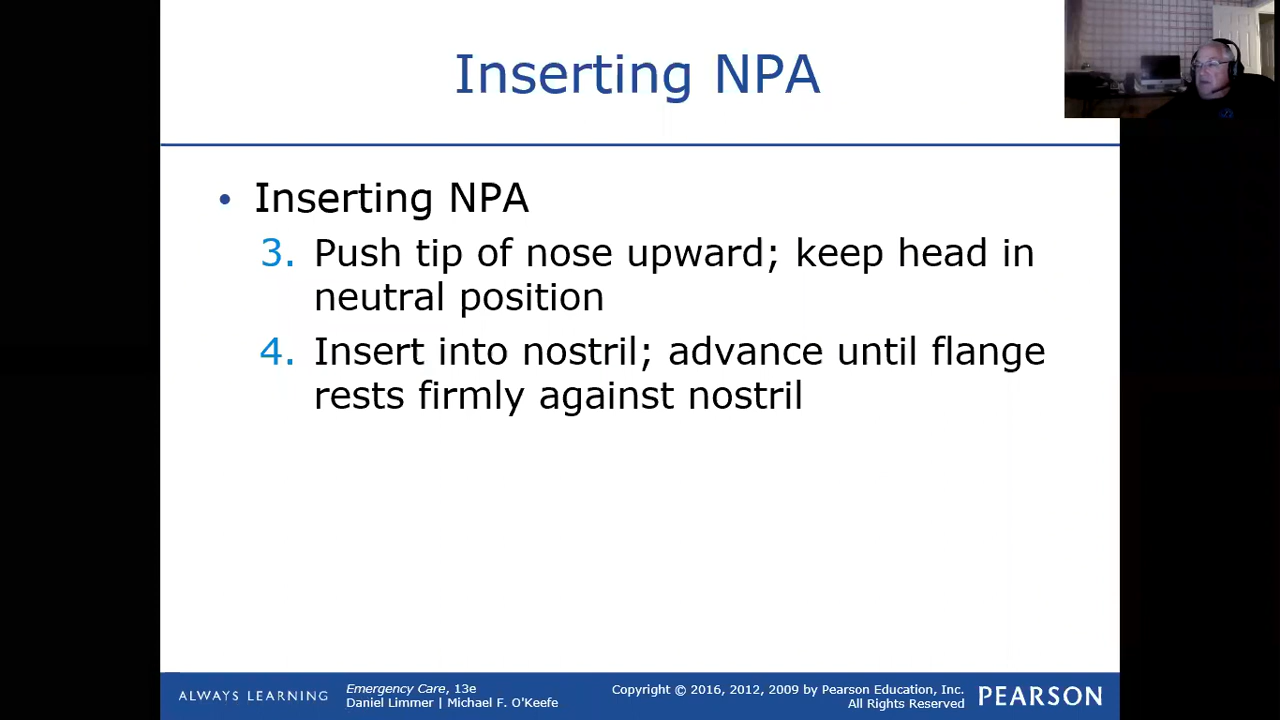 Inserting NPA
• Inserting NPA
3. Push tip of nose upward; keep head in
neutral position
4. Insert into nostril; advance until flange
rests firmly against nostril
ALWAYS LEARNING
Emergency Care, 13e
Daniel Limmer | Michael F. O'Keefe
Copyright © 2016, 2012, 2009 by Pearson Education, Inc.
All Rights Reserved
PEARSON